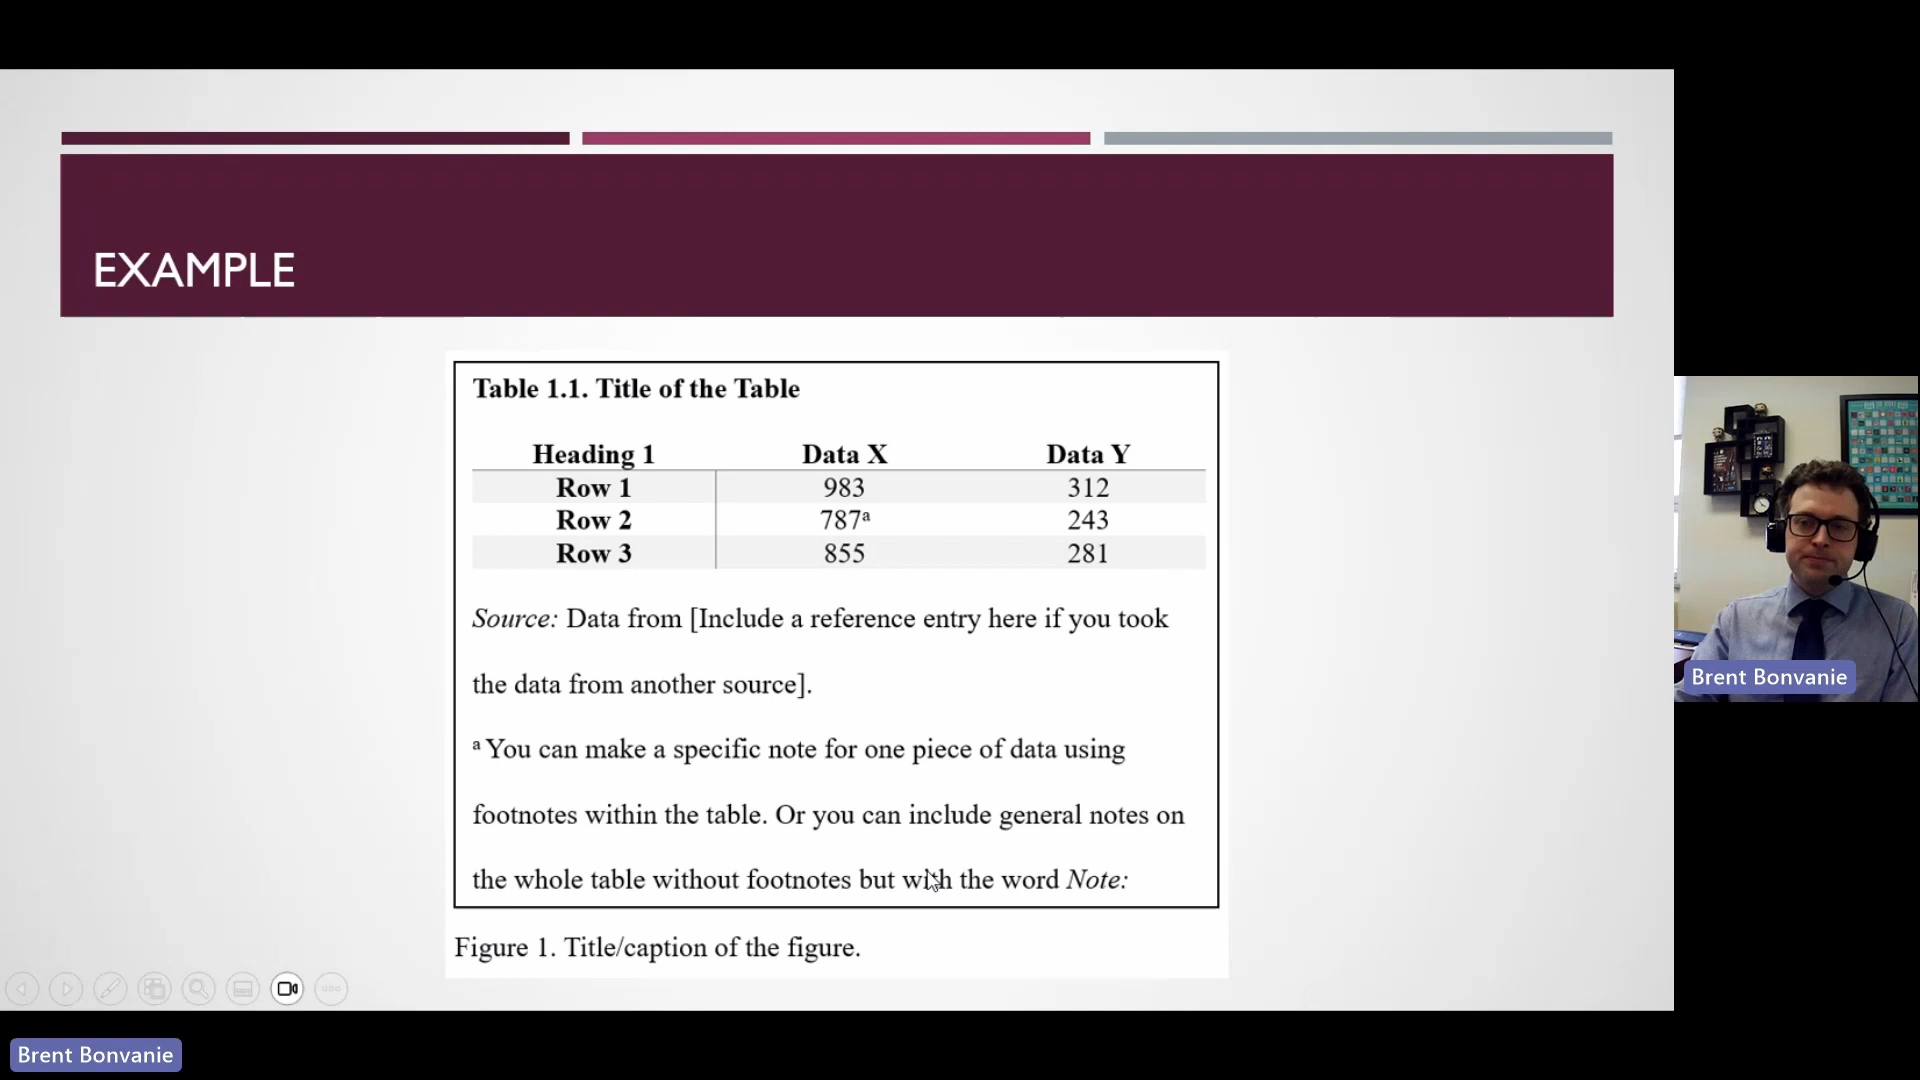 EXAMPLE
Table 1.1. Title of the Table
Heading 1 Data X Data Y
Row 1 983 312
Row 2 787ᵃ 243
Row 3 855 281
Source: Data from [Include a reference entry here if you took
the data from another source].
ᵃ You can make a specific note for one piece of data using
footnotes within the table. Or you can include general notes on
the whole table without footnotes but with the word Note:
Figure 1. Title/caption of the figure.
Brent Bonvanie
Brent Bonvanie